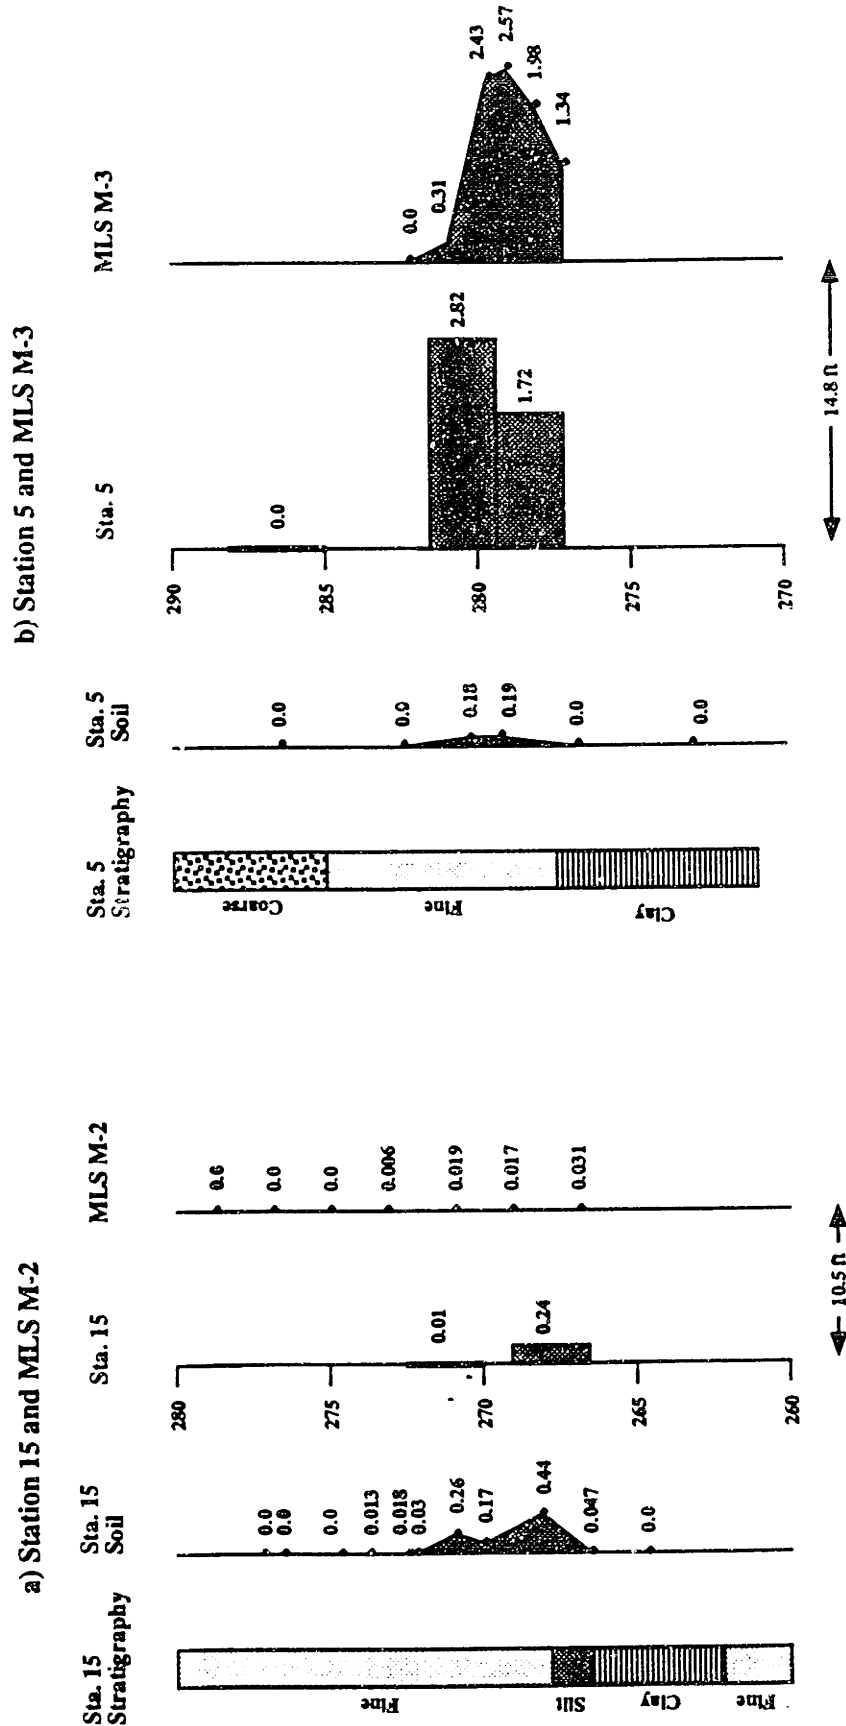 a) Station 15 and MLS M-2
Sta. 15
Stratigraphy
Sta. 15
Soil
Sta. 15
MLS M-2
Fine
Silt
Clay
Fine
0.0
0.0
0.0
0.013
0.018
0.03
0.26
0.17
0.44
0.047
0.0
280
275
270
265
260
0.01
0.24
0.0
0.0
0.006
0.019
0.017
0.031
10.5 ft
b) Station 5 and MLS M-3
Sta. 5
Stratigraphy
Sta. 5
Soil
Sta. 5
MLS M-3
Coarse
Fine
Clay
0.0
0.0
0.18
0.19
0.0
0.0
290
285
280
275
270
0.0
2.82
1.72
0.0
0.31
2.43
2.57
1.98
1.34
14.8 ft